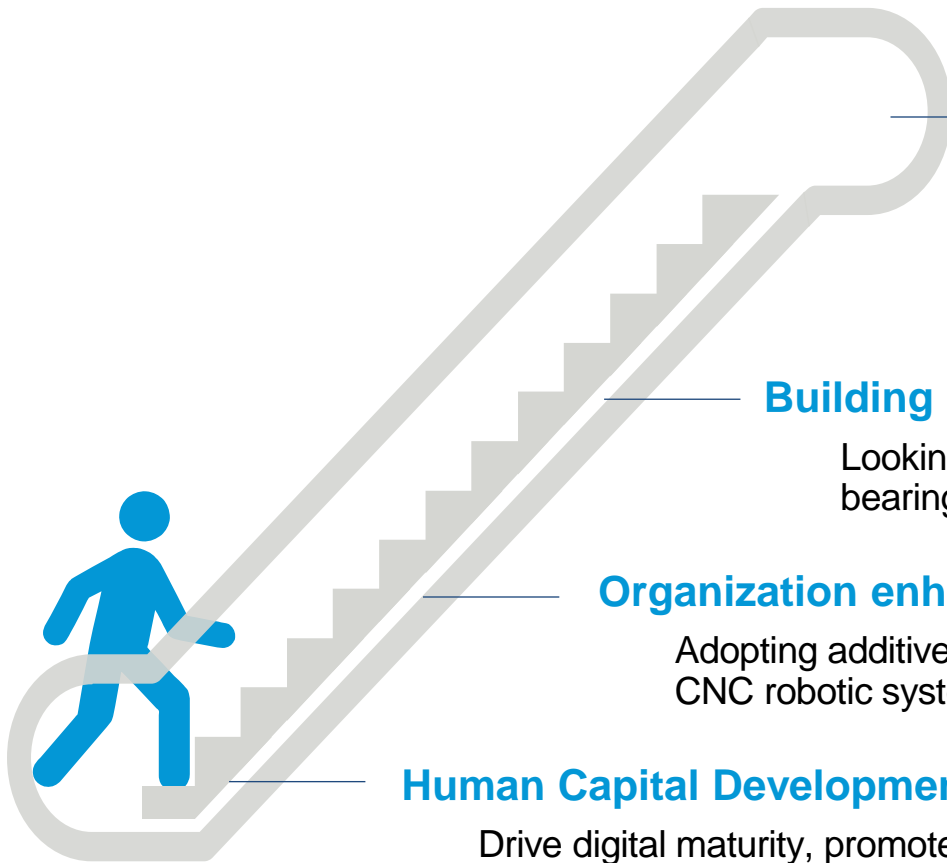 Building
Lookin
bearing
Organization enh
Adopting additive
CNC robotic syst
Human Capital Developmen
Drive digital maturity, promote